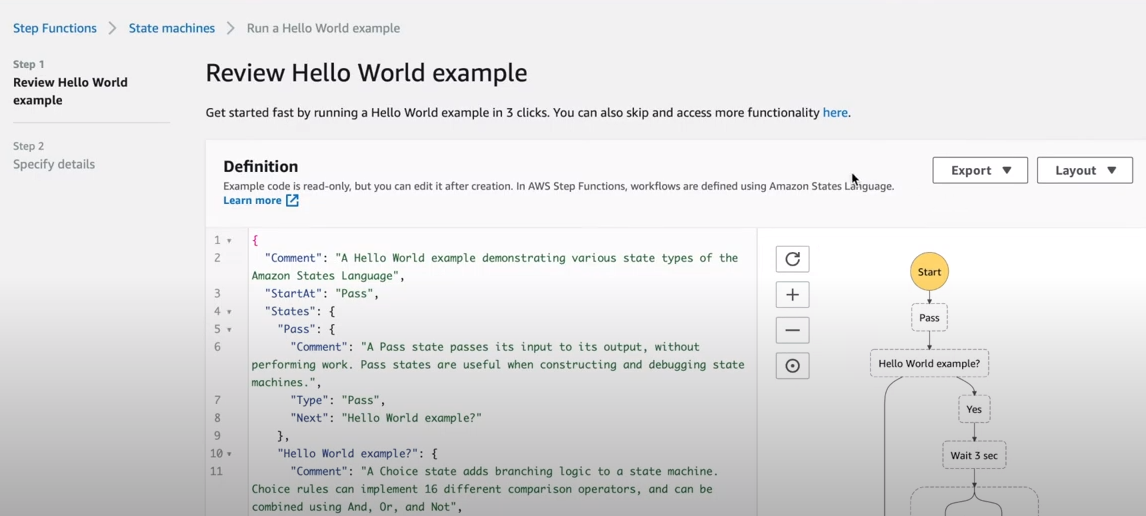 Step Functions > State machines > Run a Hello World example
Step 1
Review Hello World
example
Step 2
Specify details
Review Hello World example
Get started fast by running a Hello World example in 3 clicks. You can also skip and access more functionality here.
Definition
Example code is read-only, but you can edit it after creation. In AWS Step Functions, workflows are defined using Amazon States Language.
Learn more
Export ▼
Layout ▼
1 ▾ {
2 "Comment": "A Hello World example demonstrating various state types of the
Amazon States Language",
3 "StartAt": "Pass",
4 ▾ "States": {
5 ▾ "Pass": {
6 "Comment": "A Pass state passes its input to its output, without
performing work. Pass states are useful when constructing and debugging state
machines.",
7 "Type": "Pass",
8 "Next": "Hello World example?"
9 },
10 ▾ "Hello World example?": {
11 "Comment": "A Choice state adds branching logic to a state machine.
Choice rules can implement 16 different comparison operators, and can be
combined using And, Or, and Not",
Start
Pass
Hello World example?
Yes
Wait 3 sec